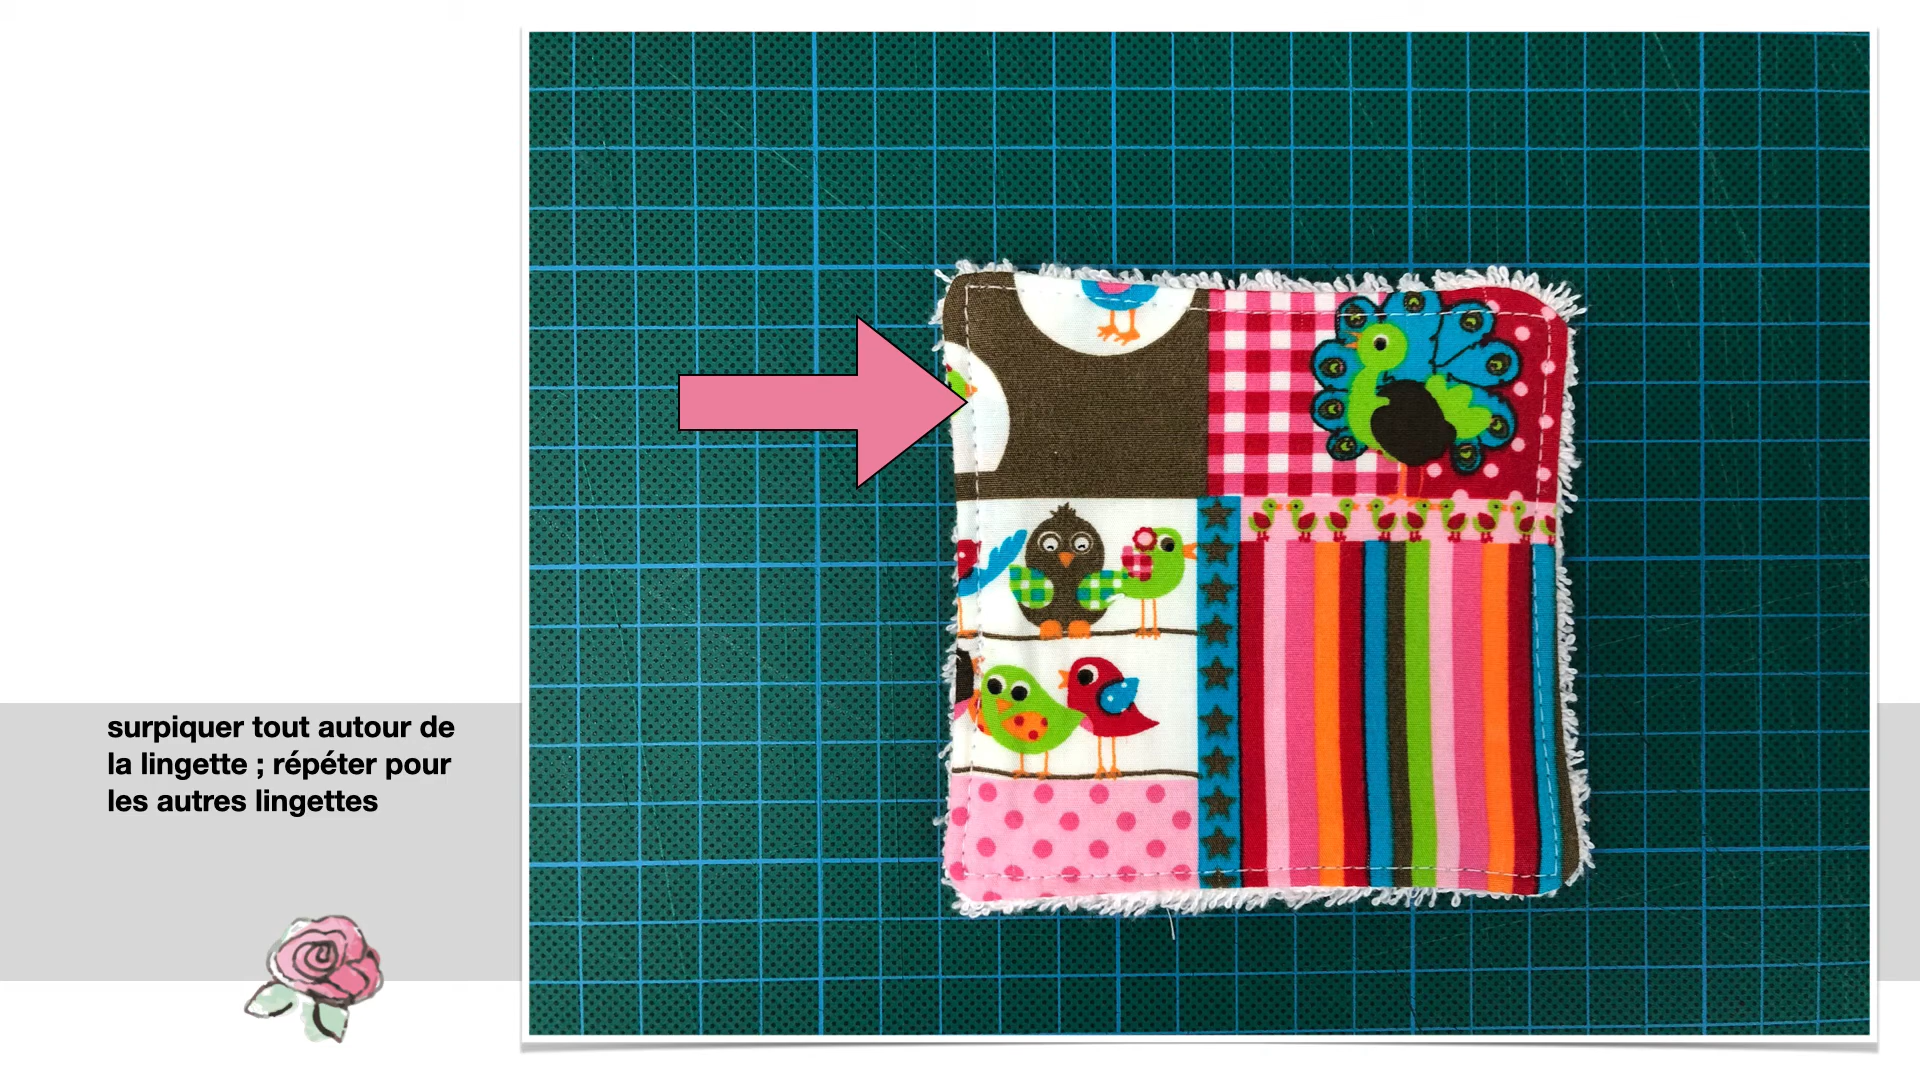 surpiquer tout autour de
la lingette ; répéter pour
les autres lingettes